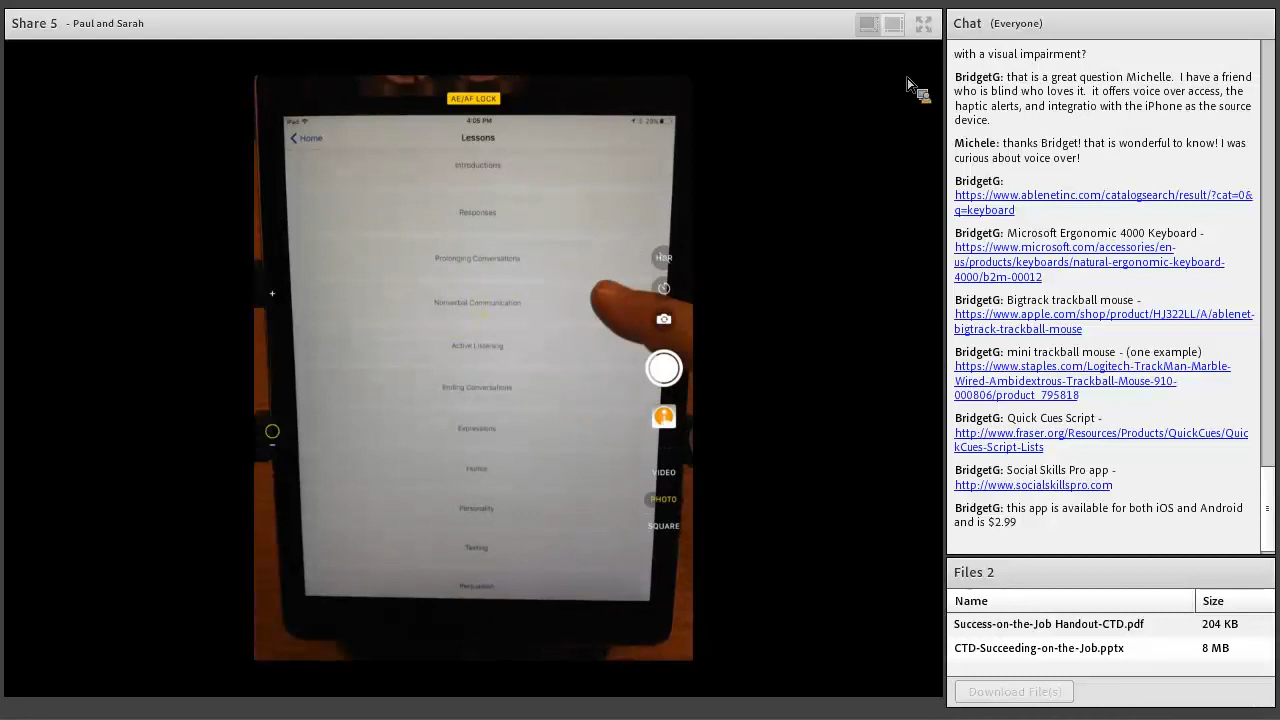 Share 5 - Paul and Sarah
AE/AF LOCK
iPad
4:06 PM
20%
Home
Lessons
Introductions
Responses
Prolonging Conversations
Nonverbal Communication
Active Listening
Ending Conversations
Expressions
Humor
Personality
Texting
Persuasion
HDR
VIDEO
PHOTO
SQUARE
Chat (Everyone)
with a visual impairment?
BridgetG: that is a great question Michelle. I have a friend
who is blind who loves it. it offers voiceover access, the
haptic alerts, and integratio with the iPhone as the source
device.
Michele: thanks Bridget! that is wonderful to know! I was
curious about voice over!
BridgetG:
https://www.ablenetinc.com/catalogsearch/result/?cat=0&
q=keyboard
BridgetG: Microsoft Ergonomic 4000 Keyboard -
https://www.microsoft.com/accessories/en-
us/products/keyboards/natural-ergonomic-keyboard-
4000/b2m-00012
BridgetG: Bigtrack trackball mouse -
https://www.apple.com/shop/product/HJ322LL/A/ablenet-
bigtrack-trackball-mouse
BridgetG: mini trackball mouse - (one example)
https://www.staples.com/Logitech-TrackMan-Marble-
Wired-Ambidextrous-Trackball-Mouse-910-
000806/product_795818
BridgetG: Quick Cues Script -
http://www.fraser.org/Resources/Products/QuickCues/Quic
kCues-Script-Lists
BridgetG: Social Skills Pro app -
http://www.socialskillspro.com
BridgetG: this app is available for both iOS and Android
and is $2.99
Files 2
Name Size
Success-on-the-Job Handout-CTD.pdf 204 KB
CTD-Succeeding-on-the-Job.pptx 8 MB
Download File(s)